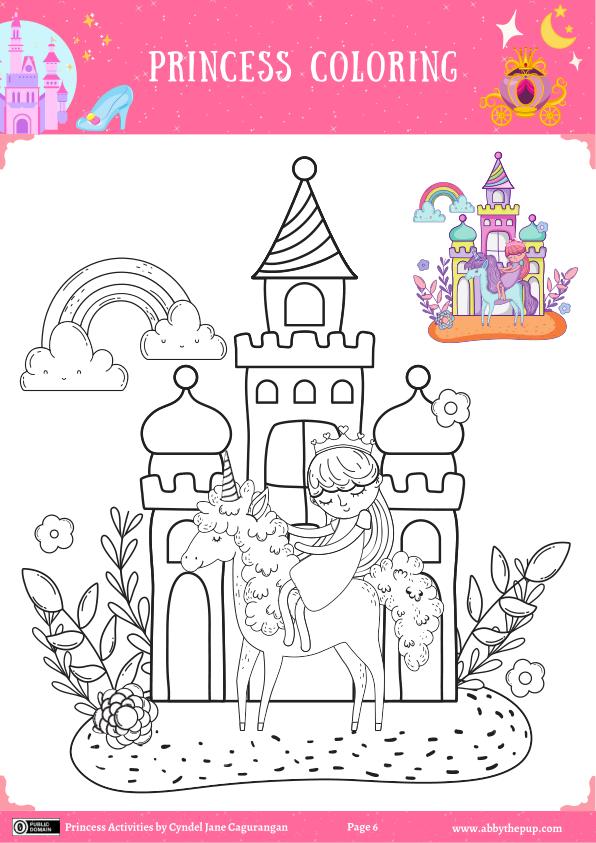 PRINCESS COLORING
PUBLIC
DOMAIN
Princess Activities by Cyndel Jane Cagurangan
Page 6
www.abbythepup.com